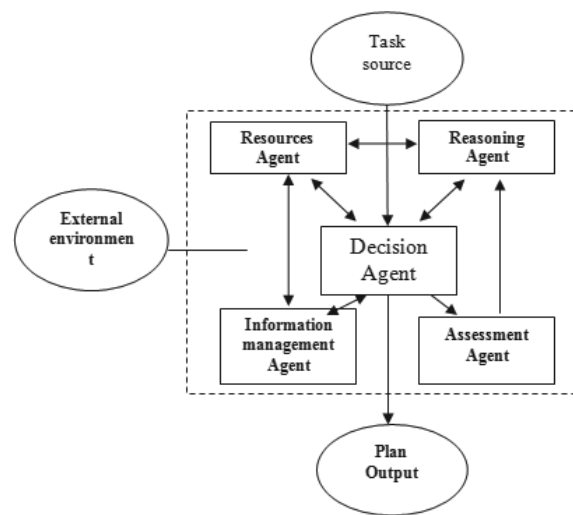 Task
source
Resources
Agent
Reasoning
Agent
External
environmen
t
Decision
Agent
Information
management
Agent
Assessment
Agent
Plan
Output